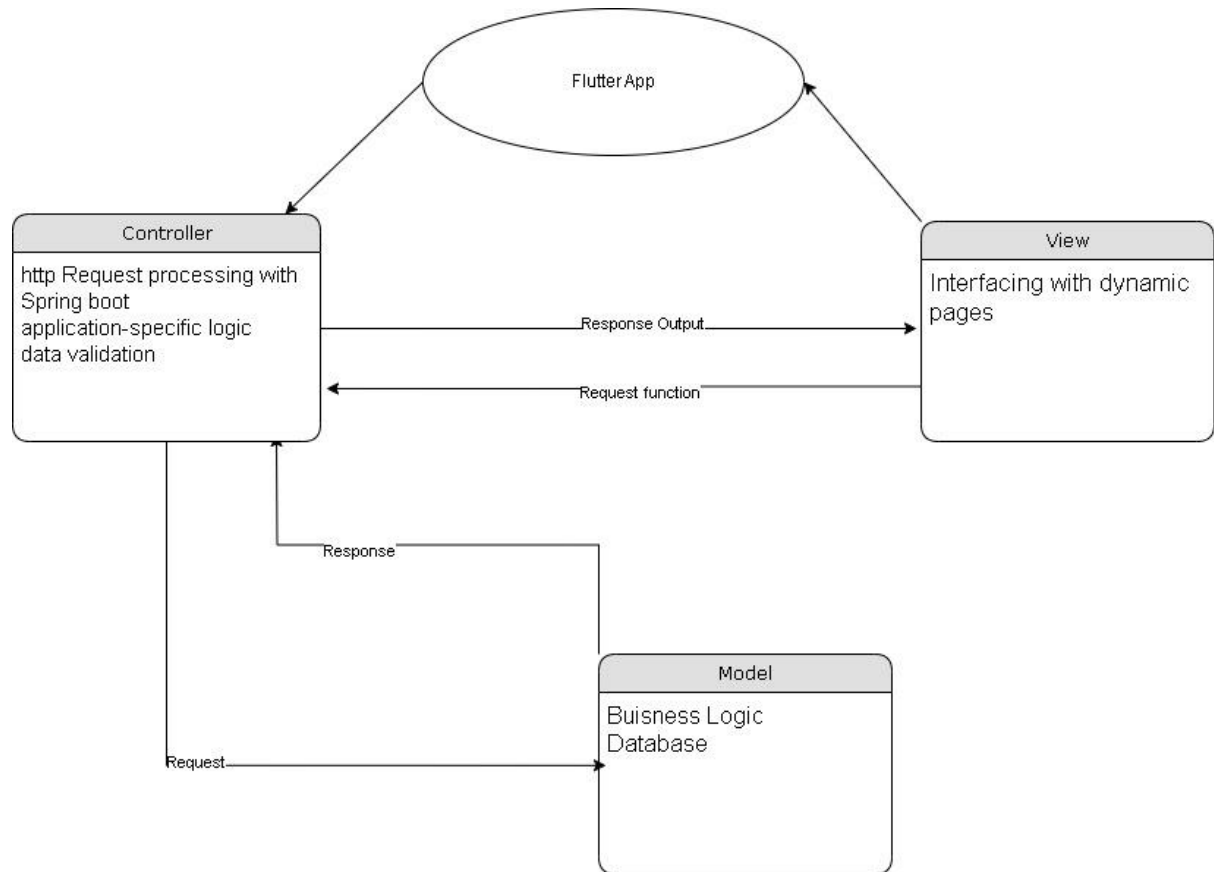 Flutter App
Controller
http Request processing with
Spring boot
application-specific logic
data validation
View
Interfacing with dynamic
pages
Response Output
Request function
Response
Model
Buisness Logic
Database
Request